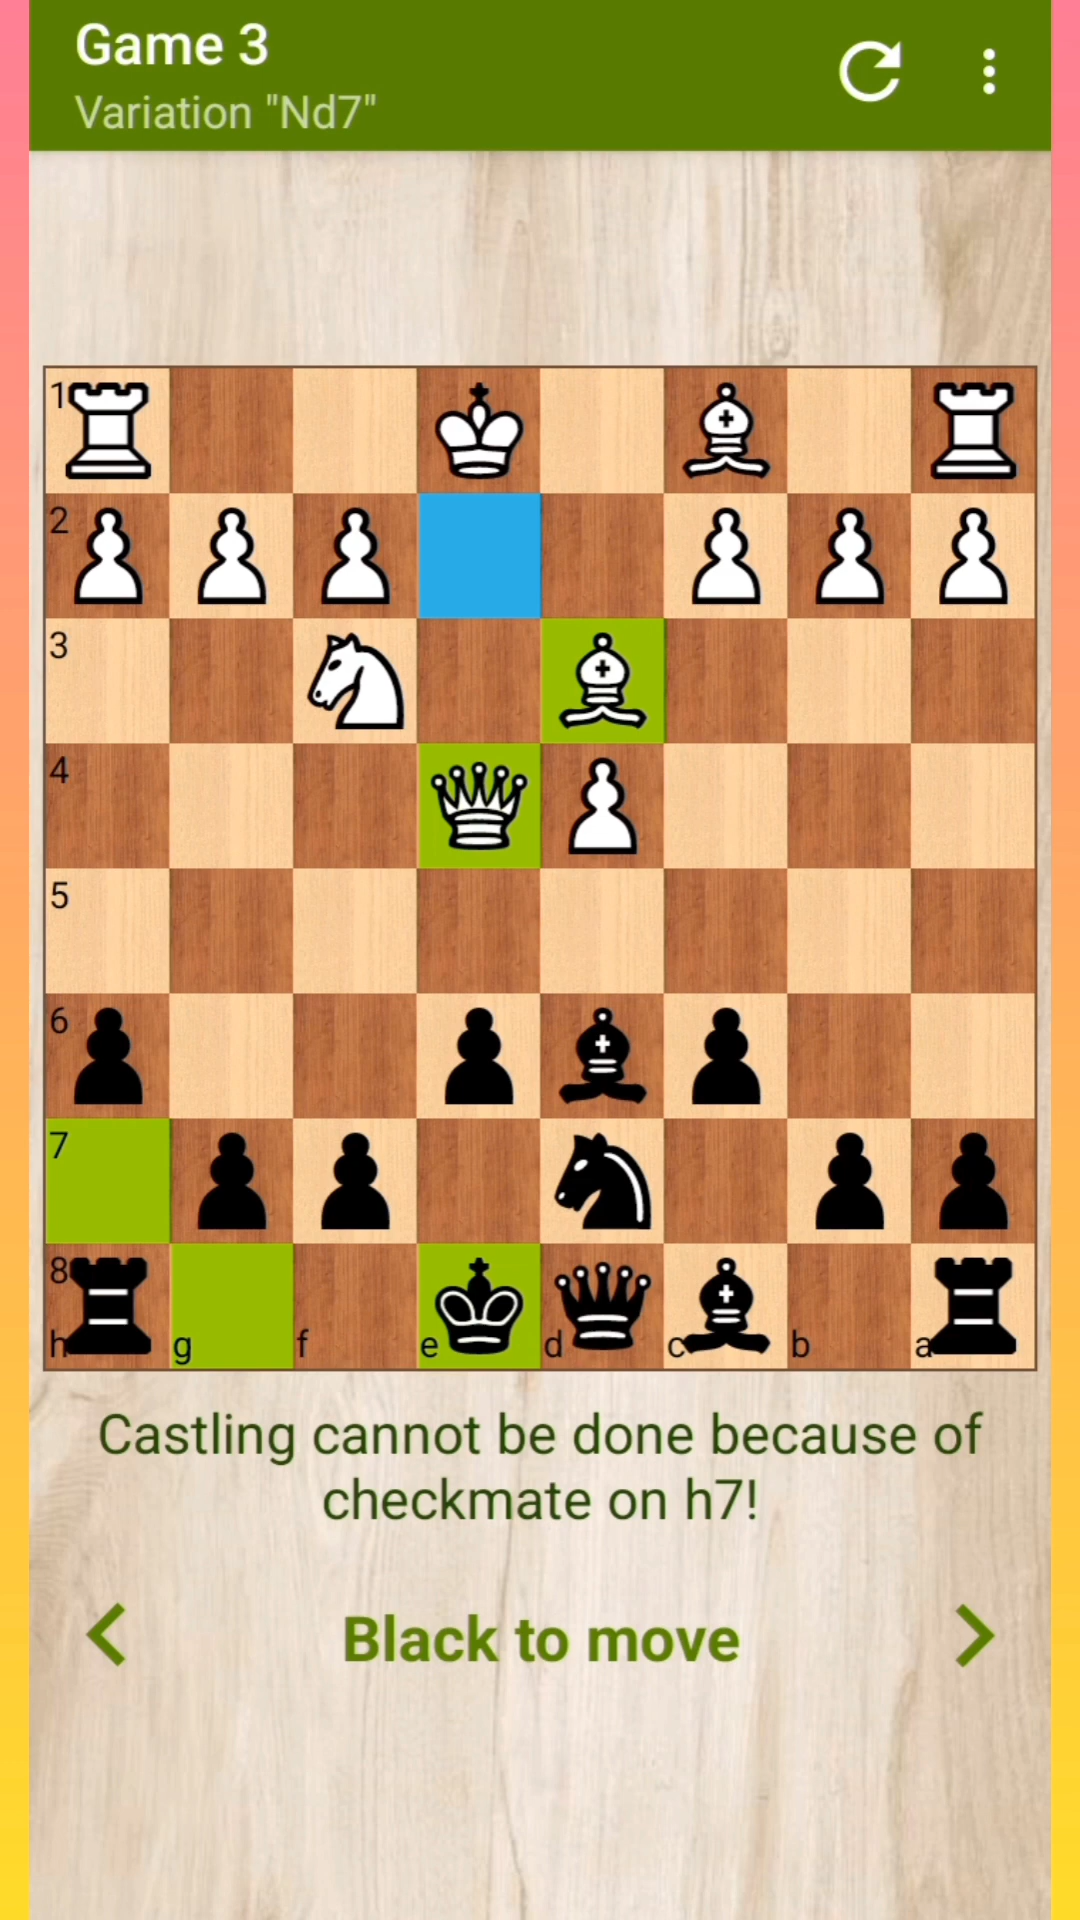 Game 3
Variation "Nd7"
1
2
3
4
5
6
7
8
h g f e d c b a
Castling cannot be done because of
checkmate on h7!
Black to move